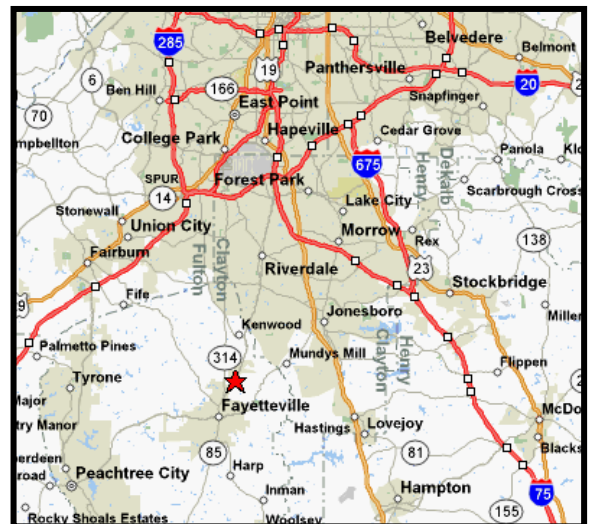 285
Belvedere
Belmont
19
Panthersville
6
Ben Hill
166
20
Snapfinger
70
East Point
mpbellton
College Park
Hapeville
Cedar Grove
Panola
Klo
SPUR
Forest Park
675
Dekalb
Henry
14
Scarbrough Cross
Stonewall
Lake City
Union City
Clayton
Fulton
Morrow
Rex
138
Fairburn
Riverdale
23
Stockbridge
9
Fife
Jonesboro
Miller
Kenwood
Henry
Clayton
Palmetto Pines
314
Mundys Mill
Flippen
2
Tyrone
Major
Fayetteville
McDo
try Manor
Hastings
Lovejoy
85
81
Blacks
berdeen
road
Harp
Peachtree City
Inman
Hampton
75
155
Rocky Shoals Estates
Woolsey